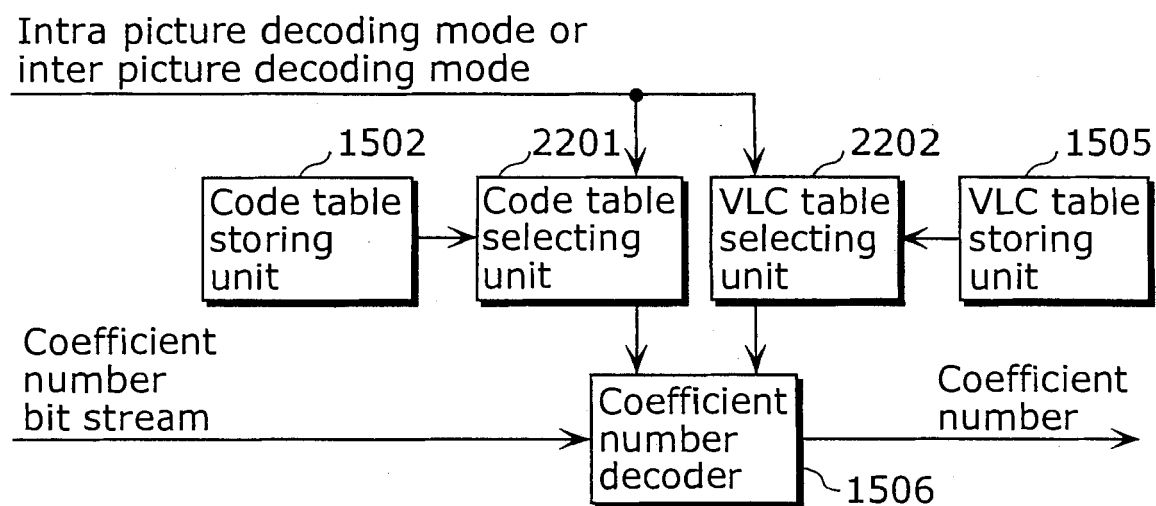 Intra picture decoding mode or
inter picture decoding mode
1502
2201
2202
1505
Code table
storing
unit
Code table
selecting
unit
VLC table
selecting
unit
VLC table
storing
unit
Coefficient
number
bit stream
Coefficient
number
decoder
Coefficient
number
1506